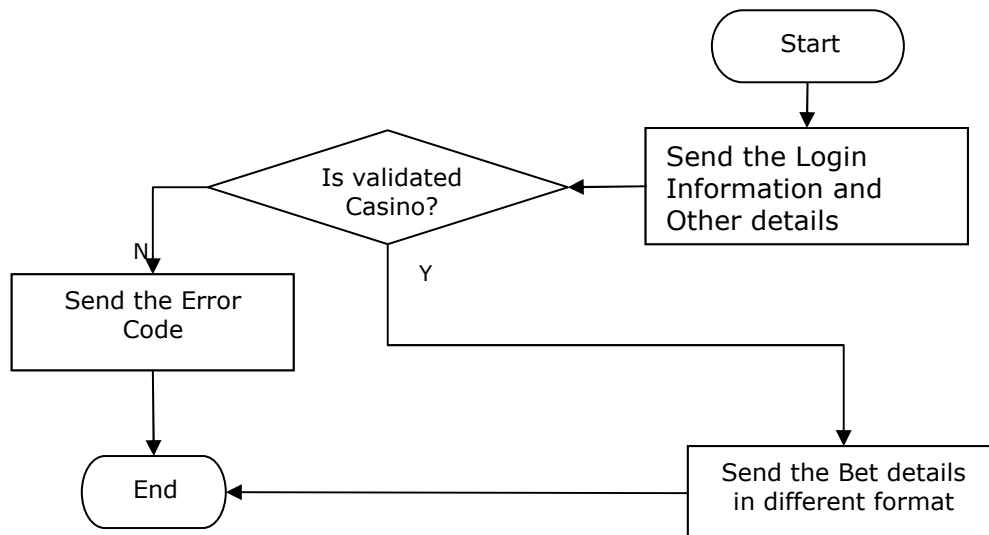 Start
Send the Login
Information and
Other details
Is validated
Casino?
N
Y
Send the Error
Code
Send the Bet details
in different format
End